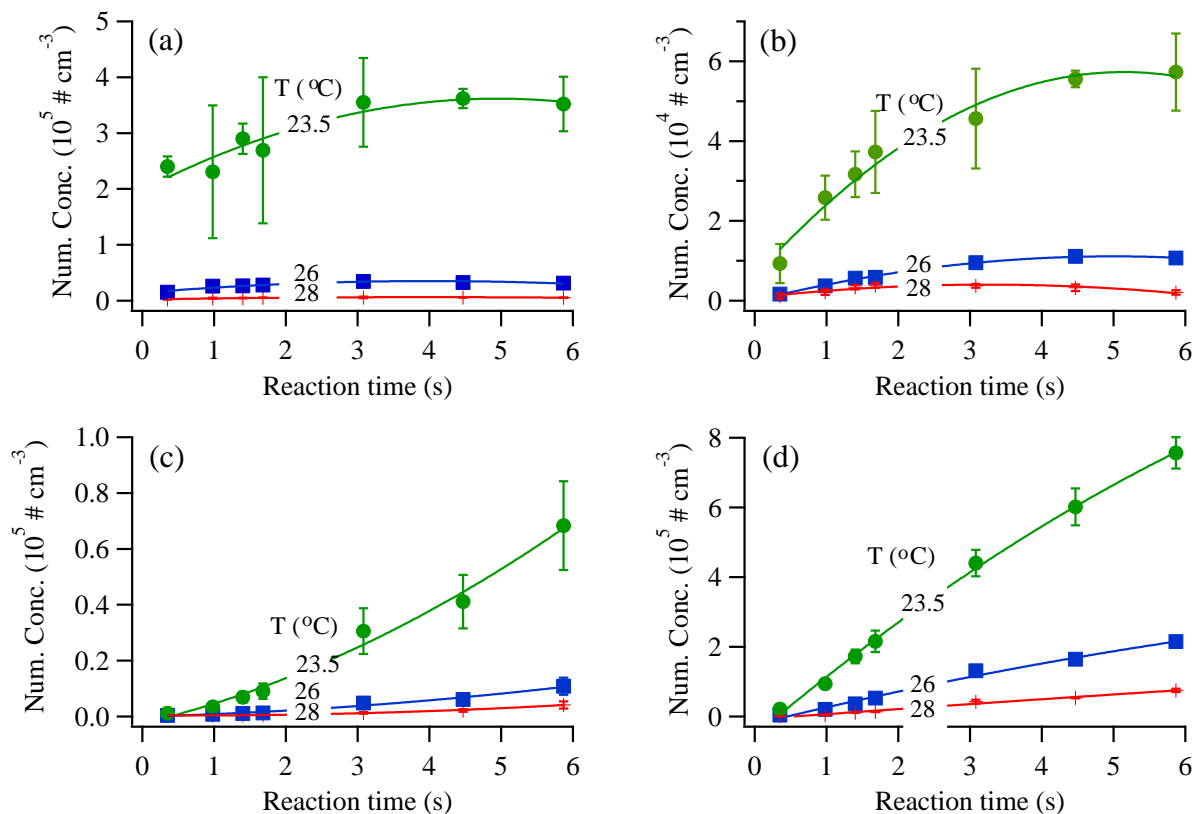 (a)
Num. Conc. (10^5 # cm^-3)
5
4
3
2
1
0
T (°C)
23.5
26
28
0 1 2 3 4 5 6
Reaction time (s)
(b)
Num. Conc. (10^4 # cm^-3)
6
4
2
0
T (°C)
23.5
26
28
0 1 2 3 4 5 6
Reaction time (s)
(c)
Num. Conc. (10^5 # cm^-3)
1.0
0.8
0.6
0.4
0.2
0.0
T (°C)
23.5
26
28
0 1 2 3 4 5 6
Reaction time (s)
(d)
Num. Conc. (10^5 # cm^-3)
8
6
4
2
0
T (°C)
23.5
26
28
0 1 2 3 4 5 6
Reaction time (s)